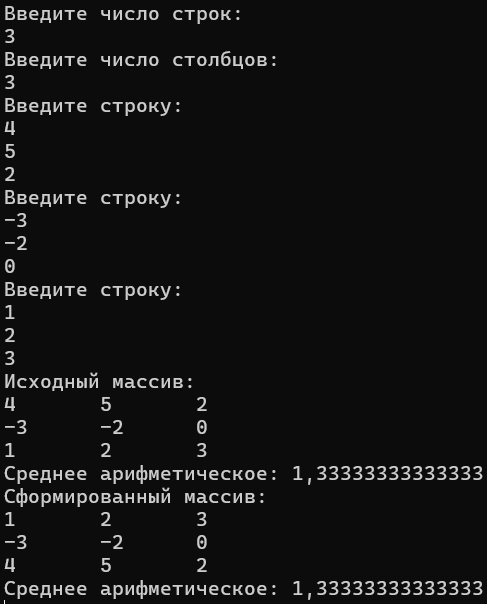 Введите число строк:
3
Введите число столбцов:
3
Введите строку:
4
5
2
Введите строку:
-3
-2
0
Введите строку:
1
2
3
Исходный массив:
4 5 2
-3 -2 0
1 2 3
Среднее арифметическое: 1,33333333333333
Сформированный массив:
1 2 3
-3 -2 0
4 5 2
Среднее арифметическое: 1,33333333333333